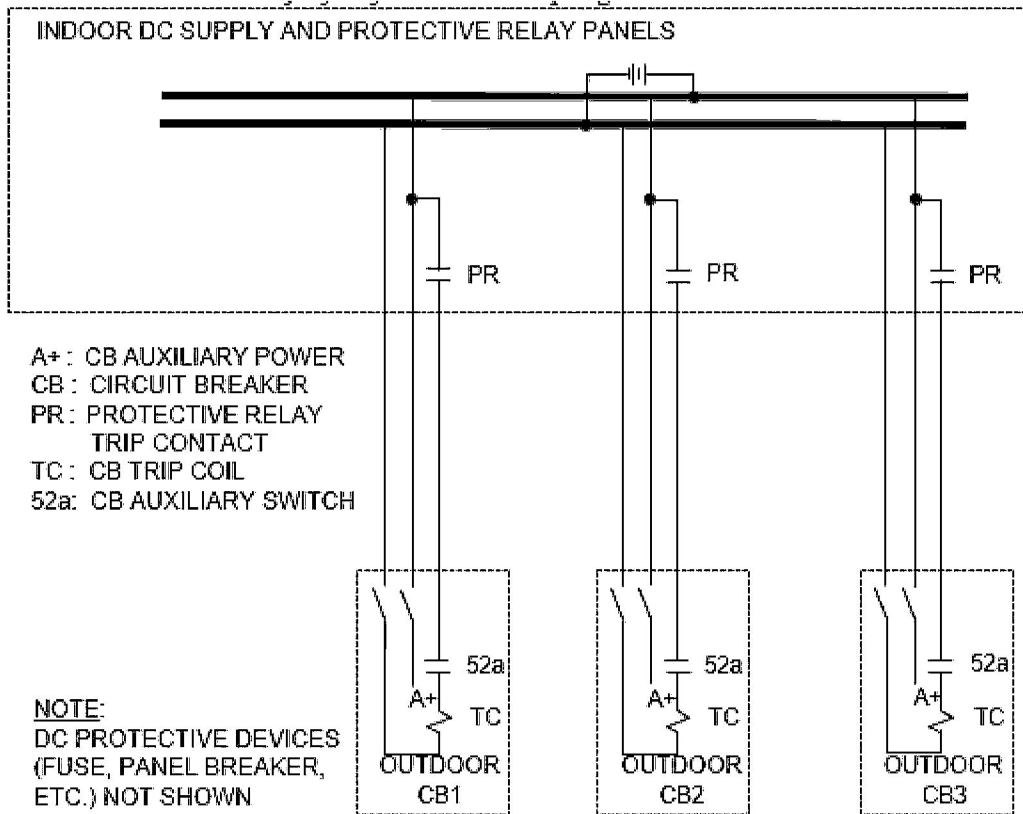 INDOOR DC SUPPLY AND PROTECTIVE RELAY PANELS
PR
PR
PR
A+ : CB AUXILIARY POWER
CB : CIRCUIT BREAKER
PR : PROTECTIVE RELAY
TRIP CONTACT
TC : CB TRIP COIL
52a: CB AUXILIARY SWITCH
52a
52a
52a
A+
A+
A+
TC
TC
TC
NOTE:
DC PROTECTIVE DEVICES
(FUSE, PANEL BREAKER,
ETC.) NOT SHOWN
OUTDOOR
CB1
OUTDOOR
CB2
OUTDOOR
CB3